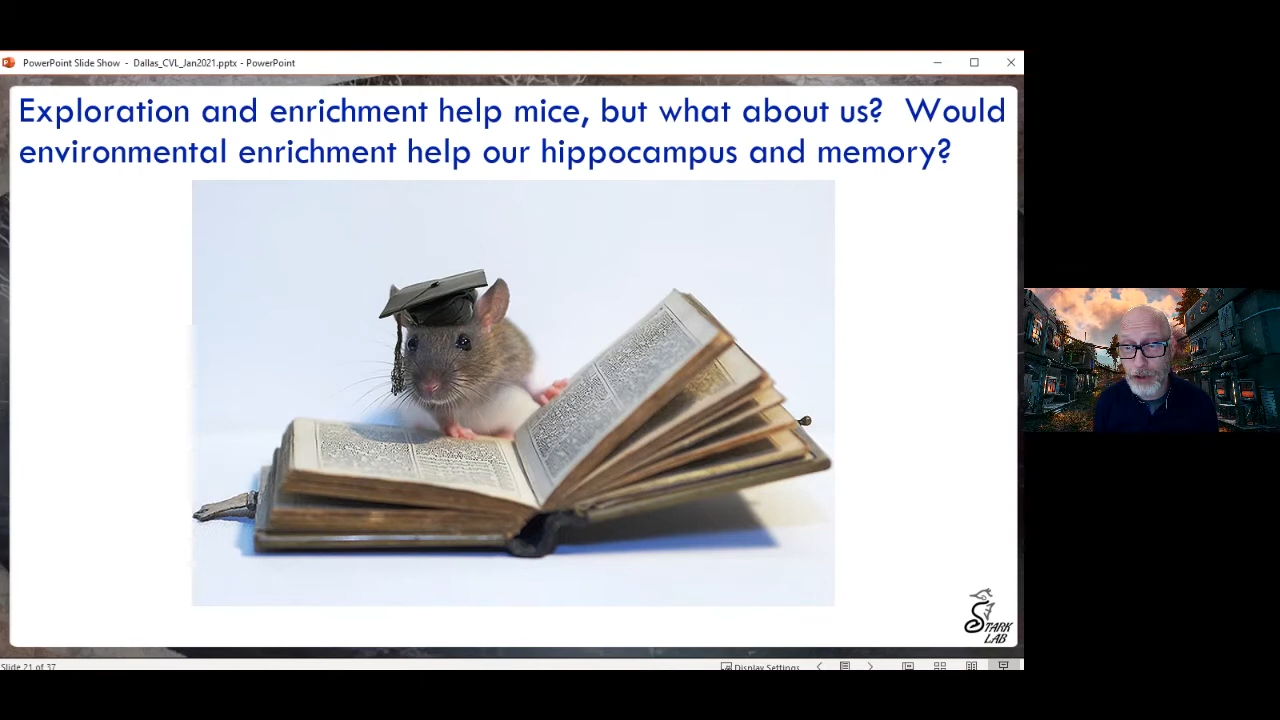 PowerPoint Slide Show - Dallas_CVL_Jan2021.pptx - PowerPoint
Exploration and enrichment help mice, but what about us? Would
environmental enrichment help our hippocampus and memory?
STARK
LAB
Slide 21 of 37
Display Settings